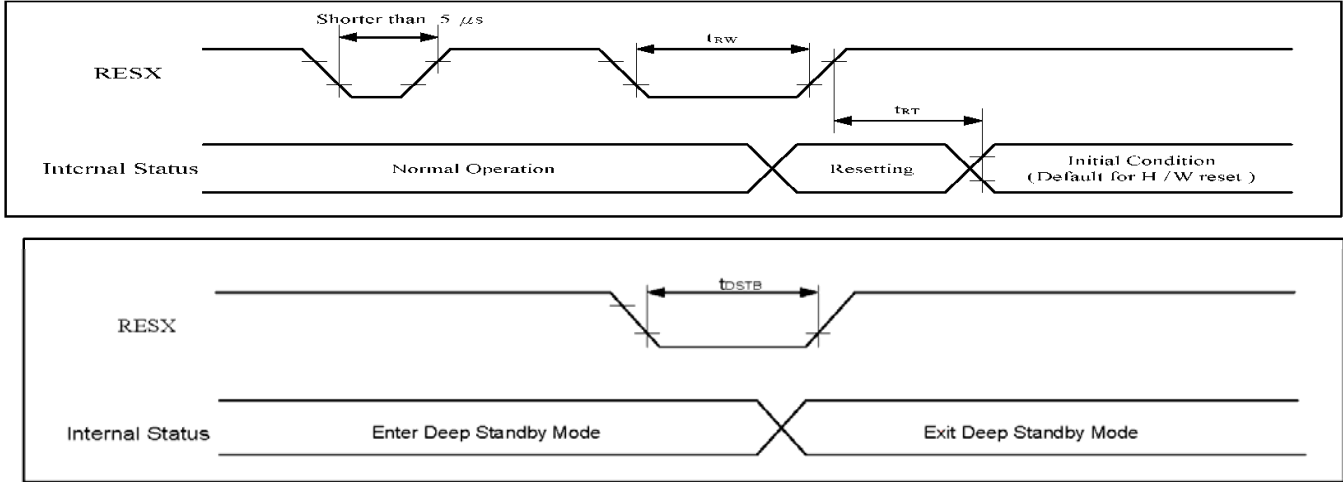 Shorter than 5 μs
tRW
RESX
tRT
Internal Status
Normal Operation
Resetting
Initial Condition
(Default for H/W reset)
tDSTB
RESX
Internal Status
Enter Deep Standby Mode
Exit Deep Standby Mode